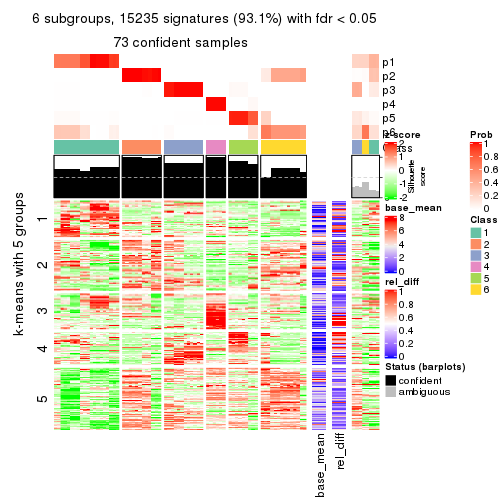 6 subgroups, 15235 signatures (93.1%) with fdr < 0.05
73 confident samples
p1
p2
p3
p4
p5
p6
Class
z-score
2
1
0
-1
-2
Silhouette
score
base_mean
8
6
4
2
0
rel_diff
1
0.8
0.6
0.4
0.2
0
Status (barplots)
confident
ambiguous
Prob
1
0.8
0.6
0.4
0.2
0
Class
1
2
3
4
5
6
k-means with 5 groups
1
2
3
4
5
base_mean
rel_diff